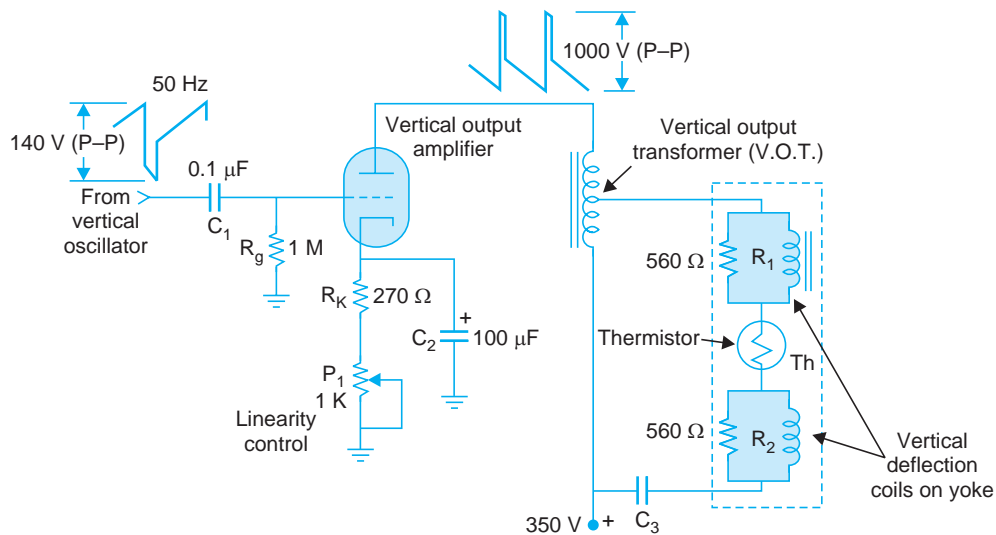 1000 V (P–P)
50 Hz
140 V (P–P)
Vertical output
amplifier
Vertical output
transformer (V.O.T.)
From
vertical
oscillator
0.1 μF
C1
Rg
1 M
RK
270 Ω
C2
+
100 μF
P1
1 K
Linearity
control
560 Ω
R1
Thermistor
Th
560 Ω
R2
Vertical
deflection
coils on yoke
C3
350 V
+